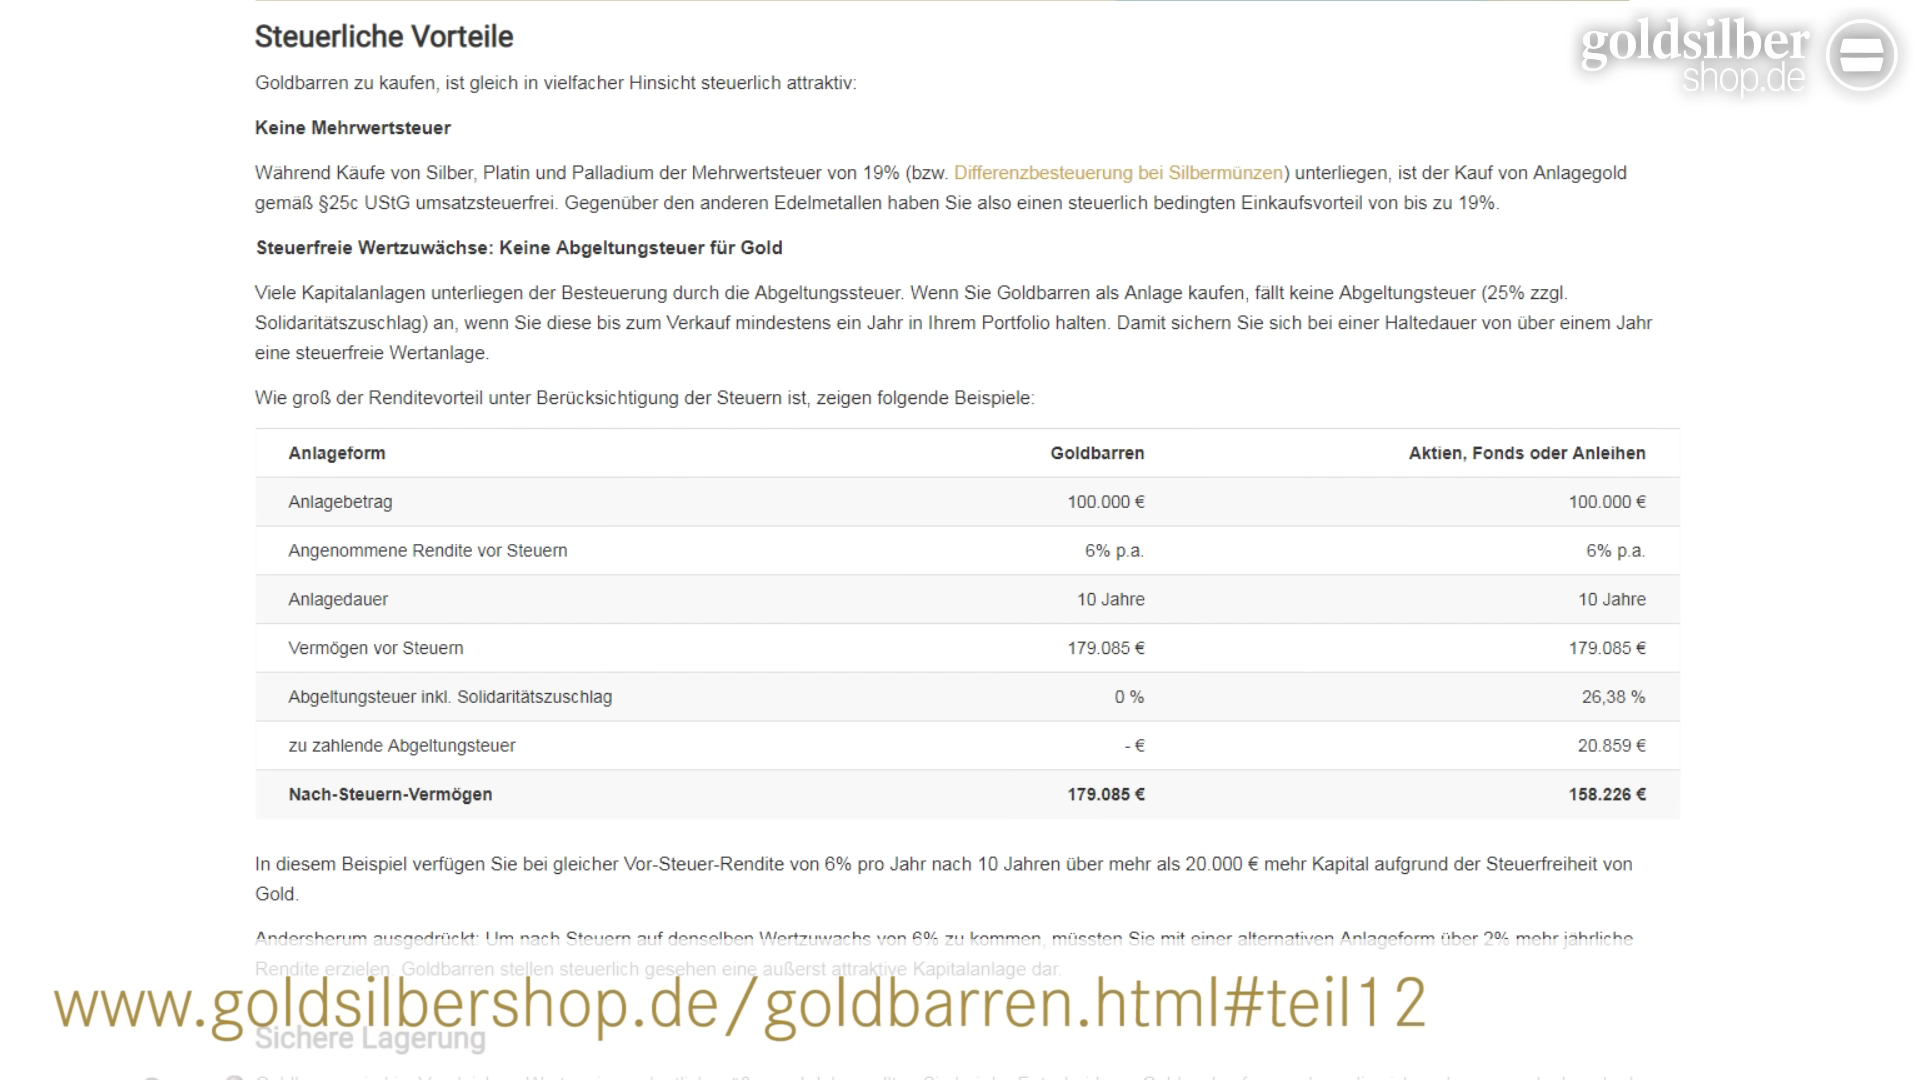 goldsilber
shop.de
Steuerliche Vorteile
Goldbarren zu kaufen, ist gleich in vielfacher Hinsicht steuerlich attraktiv:
Keine Mehrwertsteuer
Während Käufe von Silber, Platin und Palladium der Mehrwertsteuer von 19% (bzw. Differenzbesteuerung bei Silbermünzen) unterliegen, ist der Kauf von Anlagegold
gemäß §25c UStG umsatzsteuerfrei. Gegenüber den anderen Edelmetallen haben Sie also einen steuerlich bedingten Einkaufsvorteil von bis zu 19%.
Steuerfreie Wertzuwächse: Keine Abgeltungsteuer für Gold
Viele Kapitalanlagen unterliegen der Besteuerung durch die Abgeltungssteuer. Wenn Sie Goldbarren als Anlage kaufen, fällt keine Abgeltungsteuer (25% zzgl.
Solidaritätszuschlag) an, wenn Sie diese bis zum Verkauf mindestens ein Jahr in Ihrem Portfolio halten. Damit sichern Sie sich bei einer Haltedauer von über einem Jahr
eine steuerfreie Wertanlage.
Wie groß der Renditevorteil unter Berücksichtigung der Steuern ist, zeigen folgende Beispiele:
Anlageform Goldbarren Aktien, Fonds oder Anleihen
Anlagebetrag 100.000 € 100.000 €
Angenommene Rendite vor Steuern 6% p.a. 6% p.a.
Anlagedauer 10 Jahre 10 Jahre
Vermögen vor Steuern 179.085 € 179.085 €
Abgeltungsteuer inkl. Solidaritätszuschlag 0 % 26,38 %
zu zahlende Abgeltungsteuer - € 20.859 €
Nach-Steuern-Vermögen 179.085 € 158.226 €
In diesem Beispiel verfügen Sie bei gleicher Vor-Steuer-Rendite von 6% pro Jahr nach 10 Jahren über mehr als 20.000 € mehr Kapital aufgrund der Steuerfreiheit von
Gold.
Andersherum ausgedrückt: Um nach Steuern auf denselben Wertzuwachs von 6% zu kommen, müssten Sie mit einer alternativen Anlageform über 2% mehr jährliche
Rendite erzielen. Goldbarren stellen steuerlich gesehen eine äußerst attraktive Kapitalanlage dar.
www.goldsilbershop.de/goldbarren.html#teil12
Sichere Lagerung